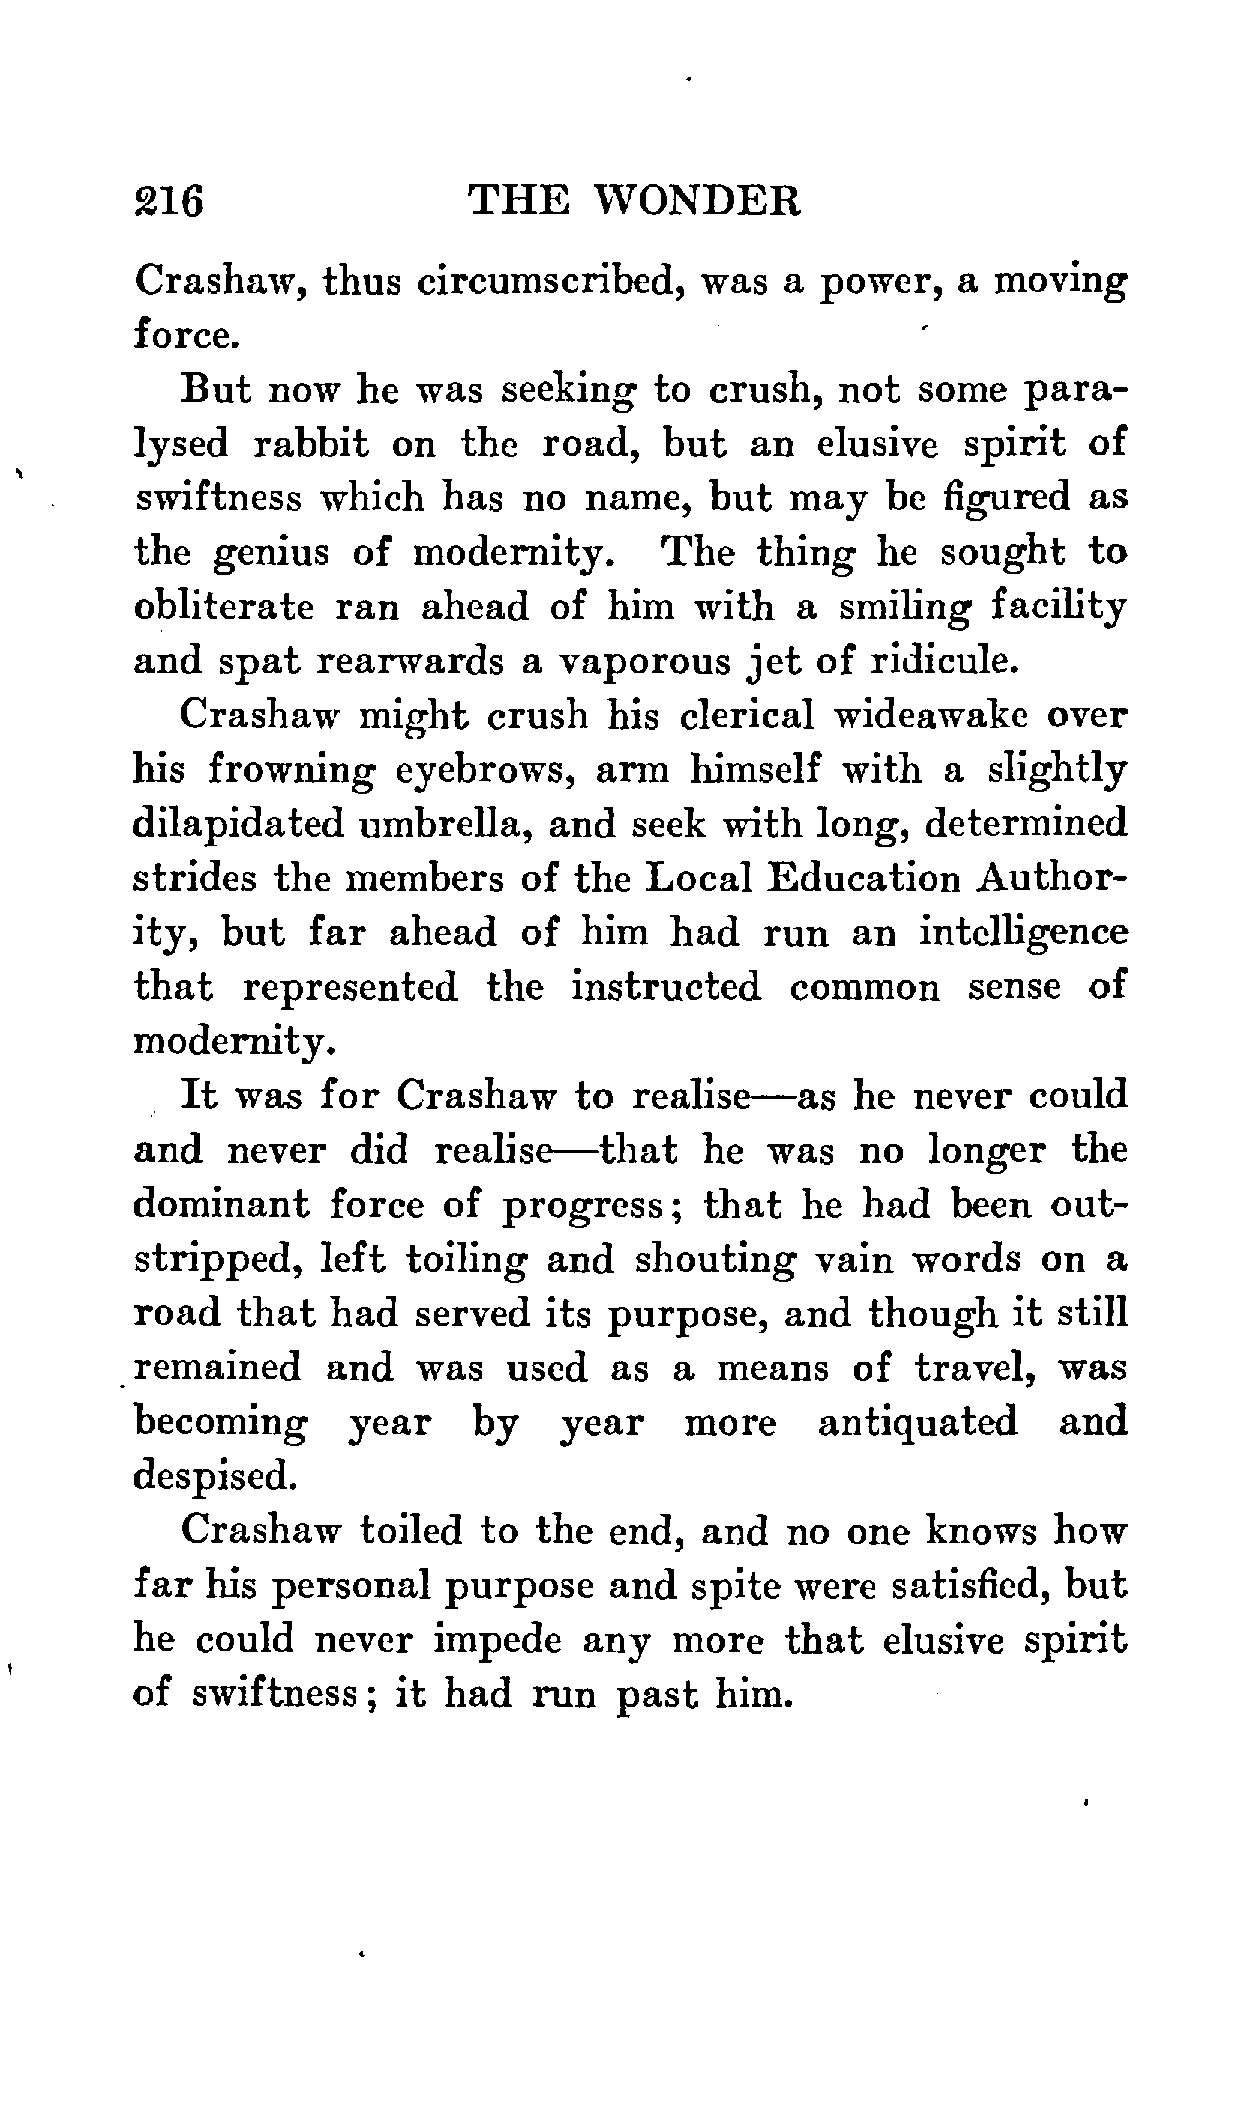 216 THE WONDER
Crashaw, thus circumscribed, was a power, a moving
force.
But now he was seeking to crush, not some para-
lysed rabbit on the road, but an elusive spirit of
swiftness which has no name, but may be figured as
the genius of modernity. The thing he sought to
obliterate ran ahead of him with a smiling facility
and spat rearwards a vaporous jet of ridicule.
Crashaw might crush his clerical wideawake over
his frowning eyebrows, arm himself with a slightly
dilapidated umbrella, and seek with long, determined
strides the members of the Local Education Author-
ity, but far ahead of him had run an intelligence
that represented the instructed common sense of
modernity.
It was for Crashaw to realise—as he never could
and never did realise—that he was no longer the
dominant force of progress; that he had been out-
stripped, left toiling and shouting vain words on a
road that had served its purpose, and though it still
remained and was used as a means of travel, was
becoming year by year more antiquated and
despised.
Crashaw toiled to the end, and no one knows how
far his personal purpose and spite were satisfied, but
he could never impede any more that elusive spirit
of swiftness; it had run past him.